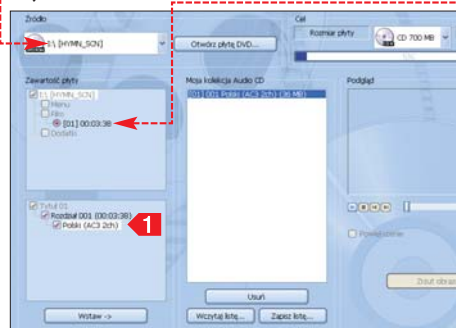 Źródło
Cel
I:\ [HYMN_SCN]
Otwórz płytę DVD...
Rozmiar płyty
CD 700 MB
Zawartość płyty
Moja kolekcja Audio CD
Podgląd
I:\ [HYMN_SCN]
Menu
Film
[01] 00:03:38
Dodatki
[01] 001 Polski (AC3 2ch) (36 MB)
Tytuł 01
Rozdział 001 (00:03:38)
Polski (AC3 2ch)
1
Powiększenie
Zrzut obrazu
Usuń
Wstaw ->
Wczytaj listę...
Zapisz listę...